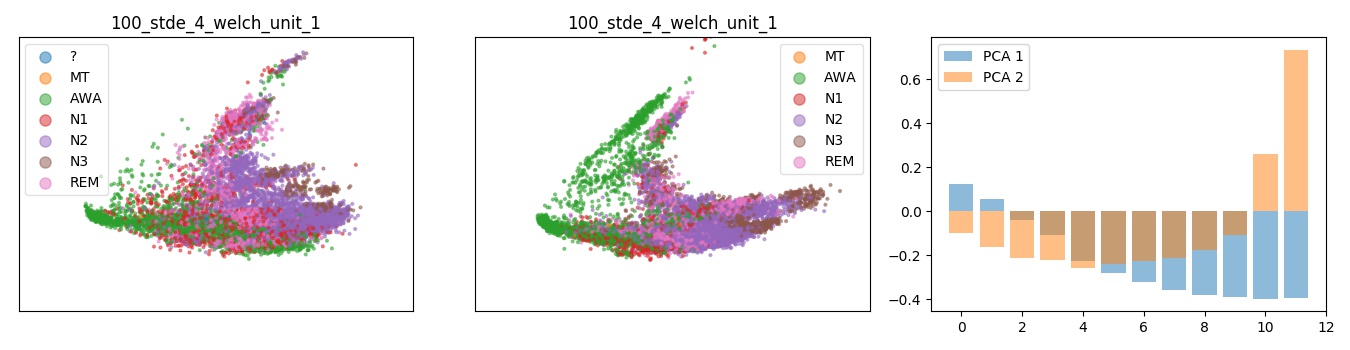 100_stde_4_welch_unit_1
?
MT
AWA
N1
N2
N3
REM
100_stde_4_welch_unit_1
MT
AWA
N1
N2
N3
REM
PCA 1
PCA 2
0.6
0.4
0.2
0.0
−0.2
−0.4
0 2 4 6 8 10 12